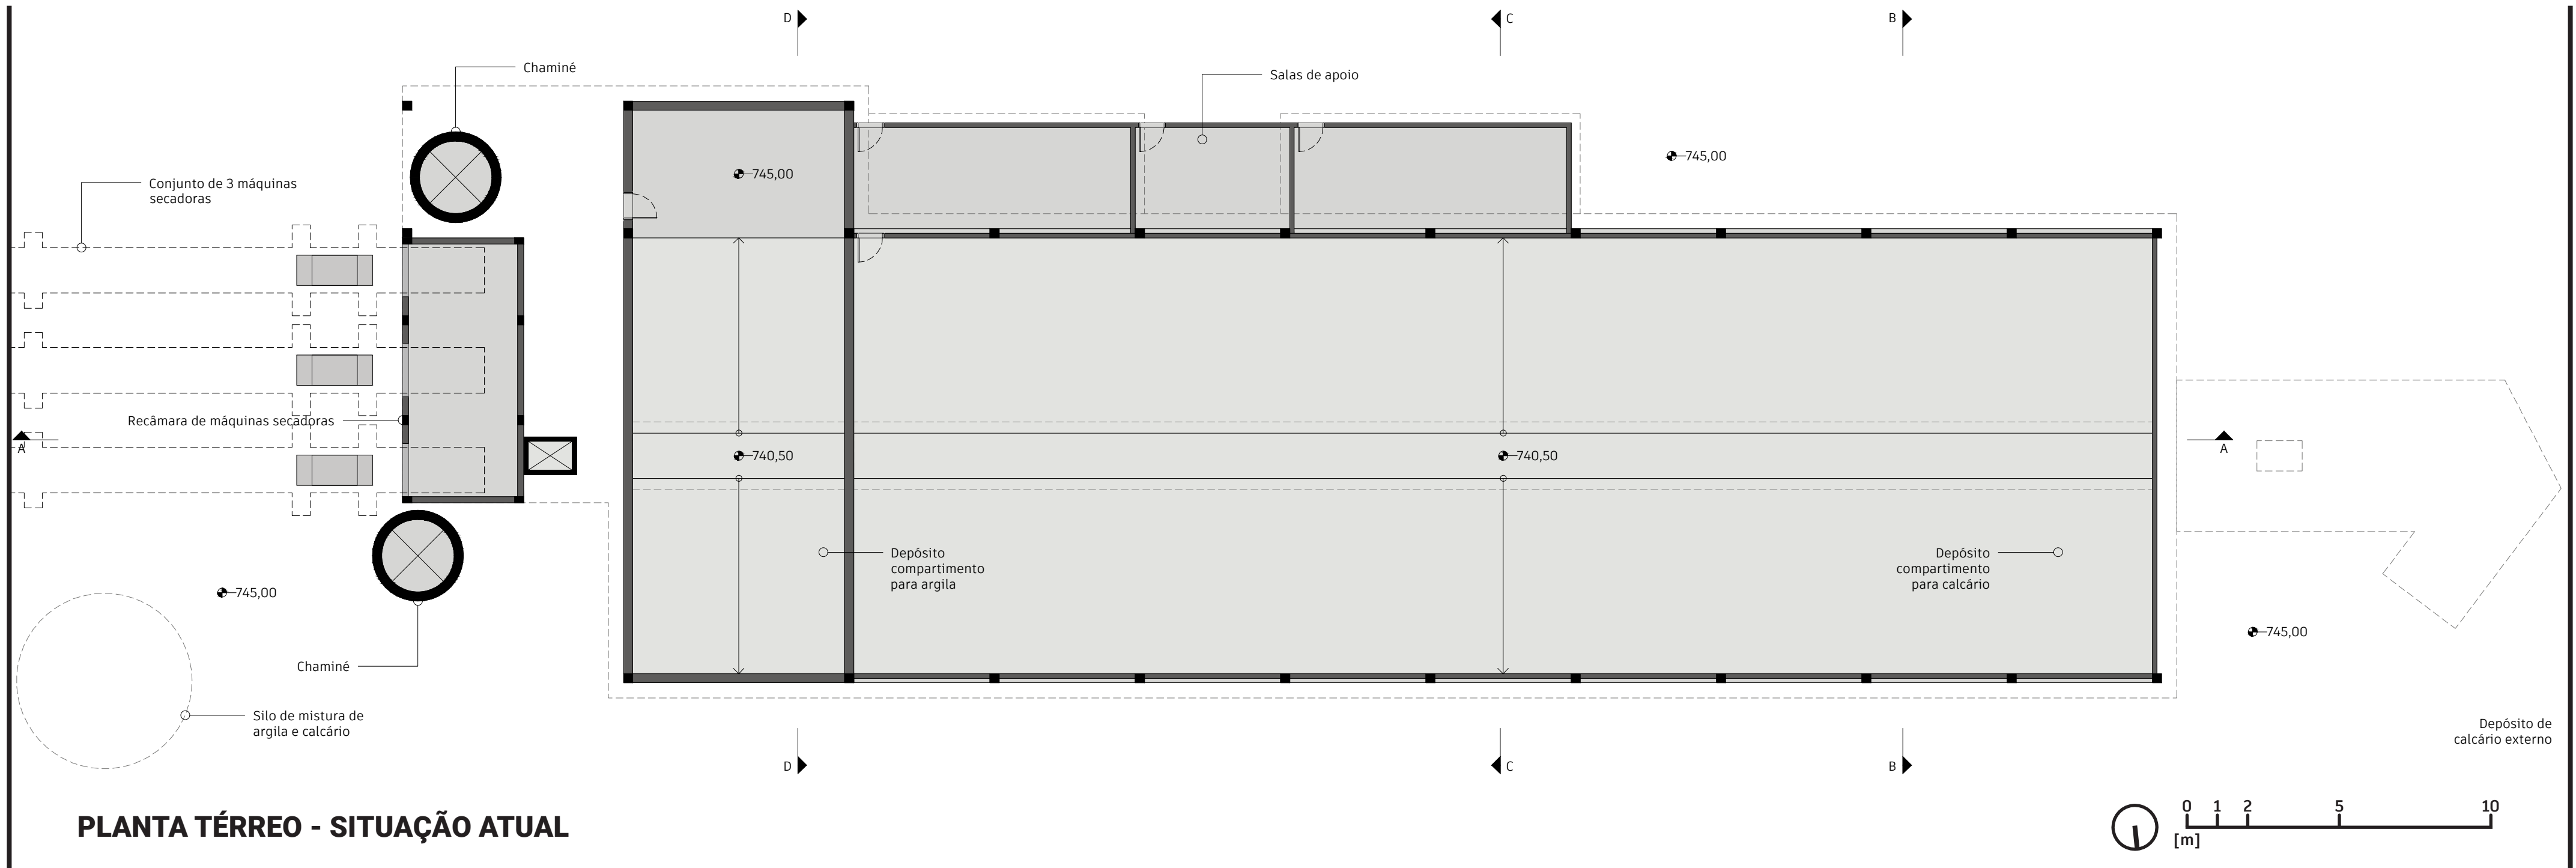 D
C
B
Chaminé
Salas de apoio
745,00
745,00
Conjunto de 3 máquinas
secadoras
Recâmara de máquinas secadoras
A
A
740,50
740,50
Depósito
compartimento
para argila
Depósito
compartimento
para calcário
745,00
745,00
Chaminé
Silo de mistura de
argila e calcário
Depósito de
calcário externo
D
C
B
PLANTA TÉRREO - SITUAÇÃO ATUAL
0 1 2 5 10
[m]